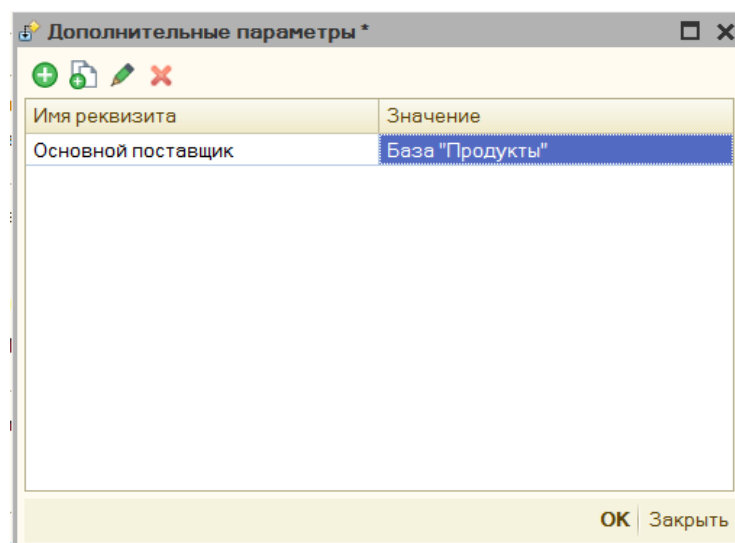 Дополнительные параметры *
Имя реквизита Значение
Основной поставщик База "Продукты"
OK Закрыть